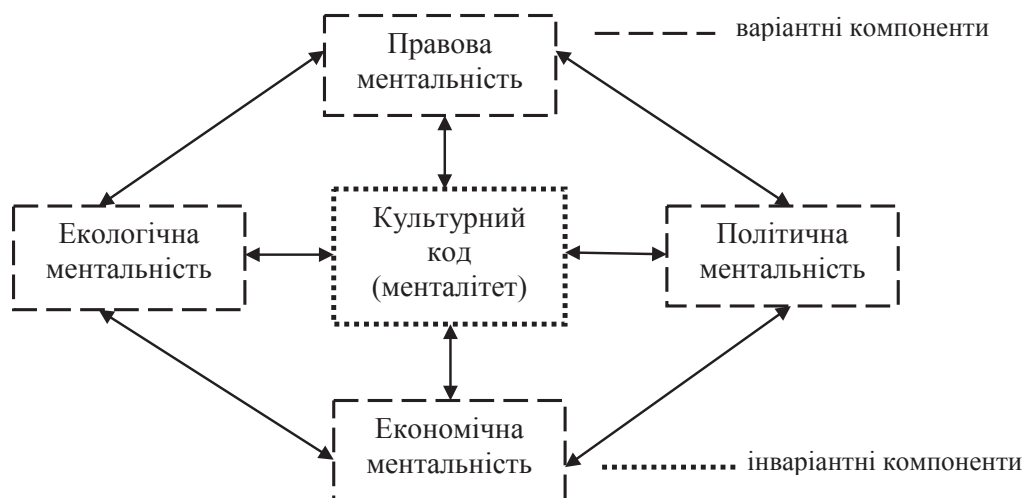 Правова
ментальність
варіантні компоненти
Екологічна
ментальність
Культурний
код
(менталітет)
Політична
ментальність
Економічна
ментальність
інваріантні компоненти